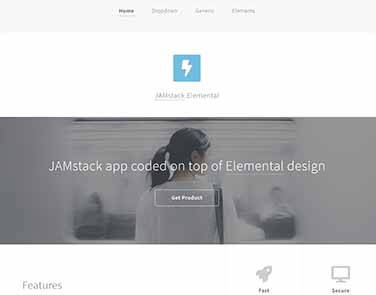 Home Dropdown Generic Elements
JAMstack Elemental
JAMstack app coded on top of Elemental design
Get Product
Features
Fast
Secure